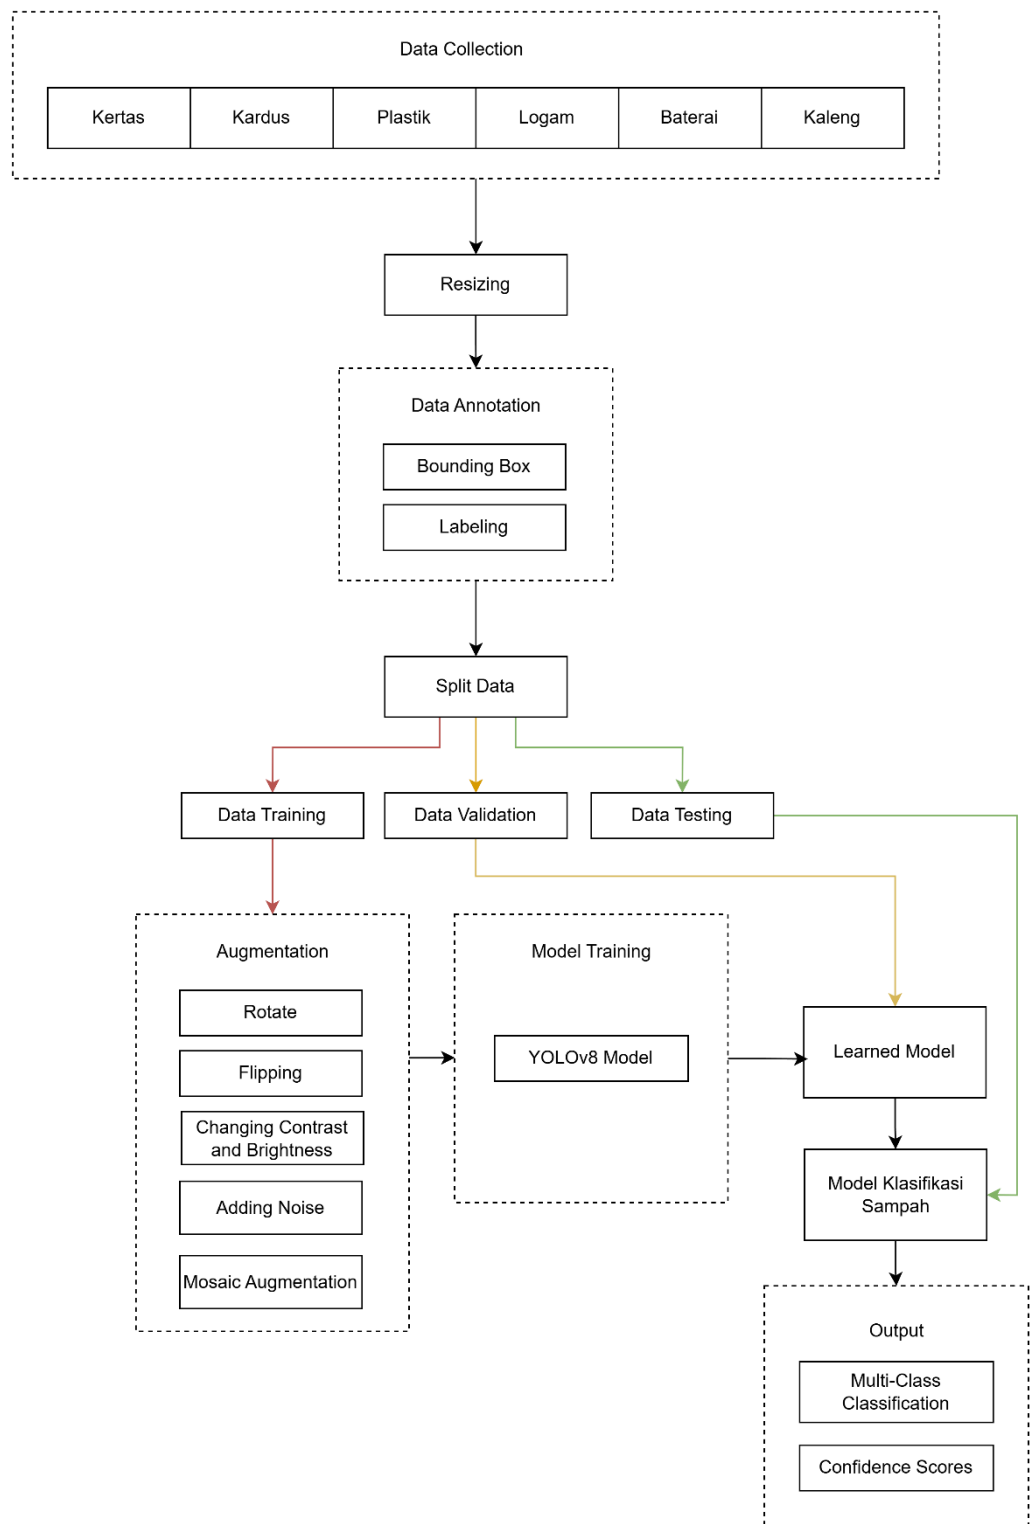 Data Collection
Kertas
Kardus
Plastik
Logam
Baterai
Kaleng
Resizing
Data Annotation
Bounding Box
Labeling
Split Data
Data Training
Data Validation
Data Testing
Augmentation
Rotate
Flipping
Changing Contrast
and Brightness
Adding Noise
Mosaic Augmentation
Model Training
YOLOv8 Model
Learned Model
Model Klasifikasi
Sampah
Output
Multi-Class
Classification
Confidence Scores